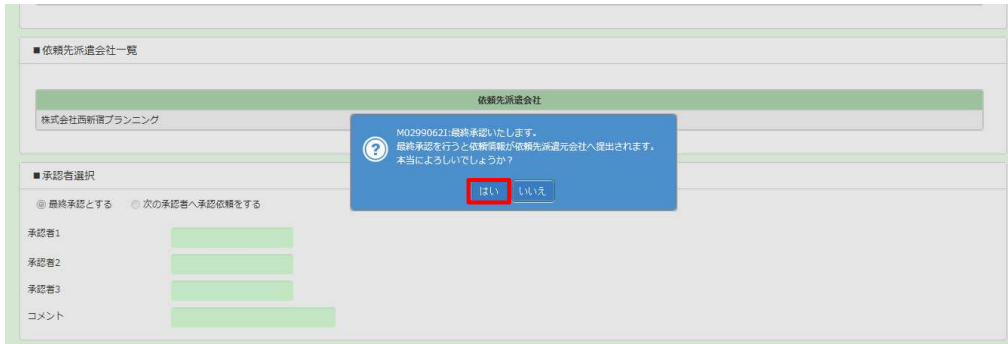 ■依頼先派遣会社一覧
依頼先派遣会社
株式会社西新宿プランニング
M0299062I:最終承認いたします。
最終承認を行うと依頼情報が依頼先派遣元会社へ提出されます。
本当によろしいでしょうか？
はい いいえ
■承認者選択
最終承認とする 次の承認者へ承認依頼をする
承認者1
承認者2
承認者3
コメント